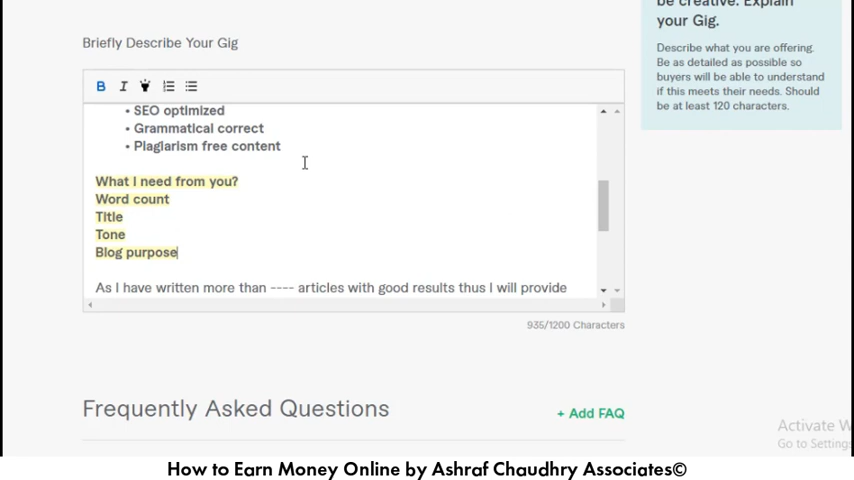 be creative. Explain
your Gig.
Describe what you are offering.
Be as detailed as possible so
buyers will be able to understand
if this meets their needs. Should
be at least 120 characters.
Briefly Describe Your Gig
B I
• SEO optimized
• Grammatical correct
• Plagiarism free content
What I need from you?
Word count
Title
Tone
Blog purpose
As I have written more than ---- articles with good results thus I will provide
935/1200 Characters
Frequently Asked Questions
+ Add FAQ
Activate W
Go to Setting
How to Earn Money Online by Ashraf Chaudhry Associates©